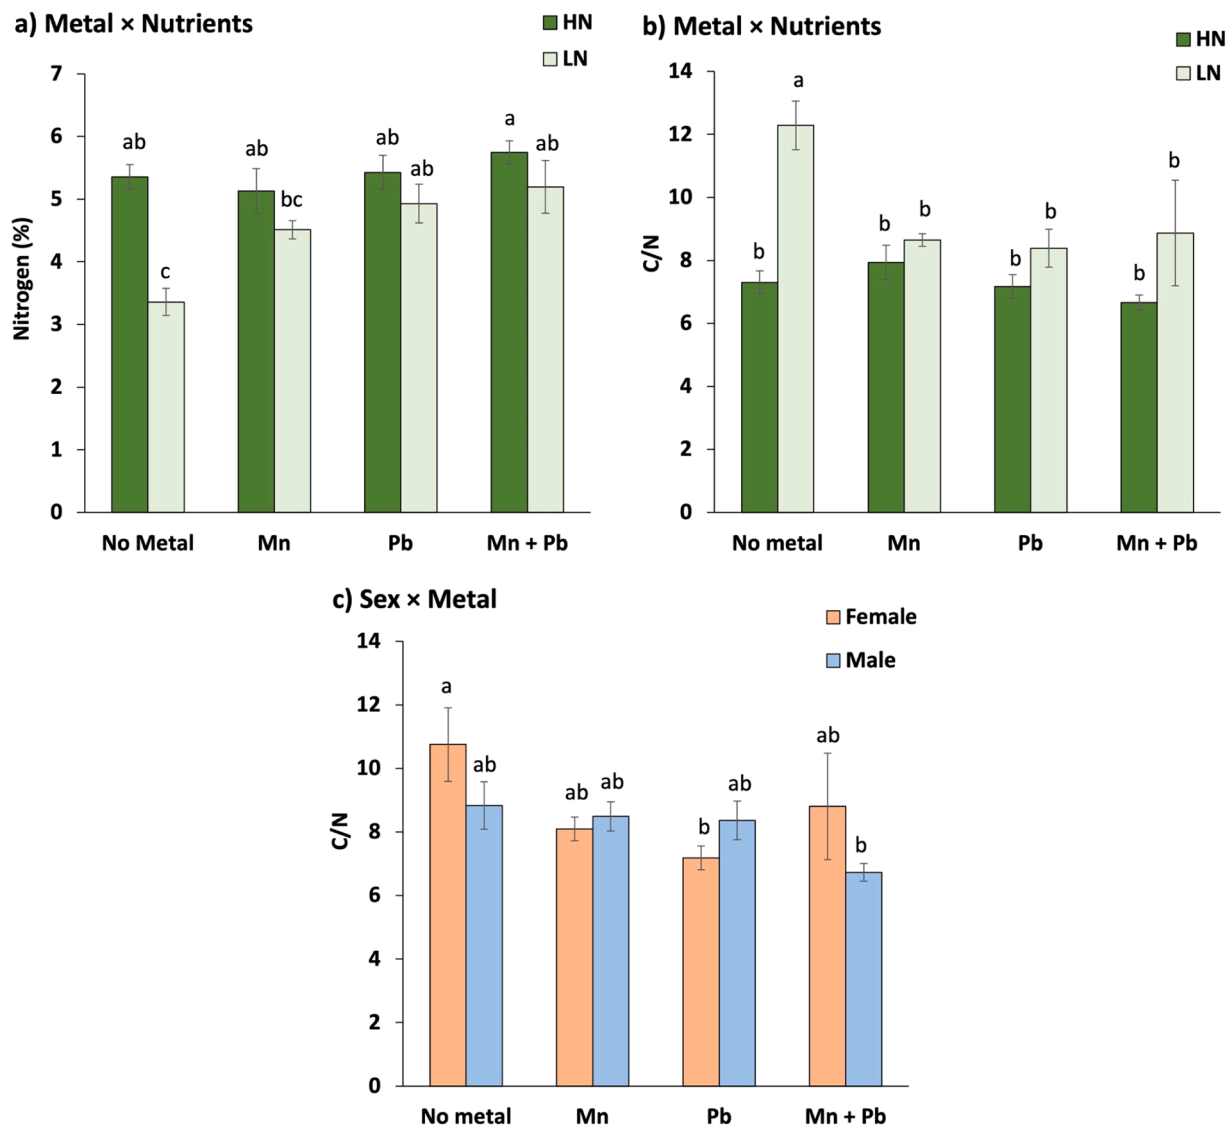 a) Metal × Nutrients
HN
LN
Nitrogen (%)
7
6
5
4
3
2
1
0
ab
c
ab
bc
ab
ab
a
ab
No Metal Mn Pb Mn + Pb
b) Metal × Nutrients
HN
LN
C/N
14
12
10
8
6
4
2
0
b
a
b
b
b
b
b
b
No metal Mn Pb Mn + Pb
c) Sex × Metal
Female
Male
C/N
14
12
10
8
6
4
2
0
a
ab
ab
ab
b
ab
ab
b
No metal Mn Pb Mn + Pb